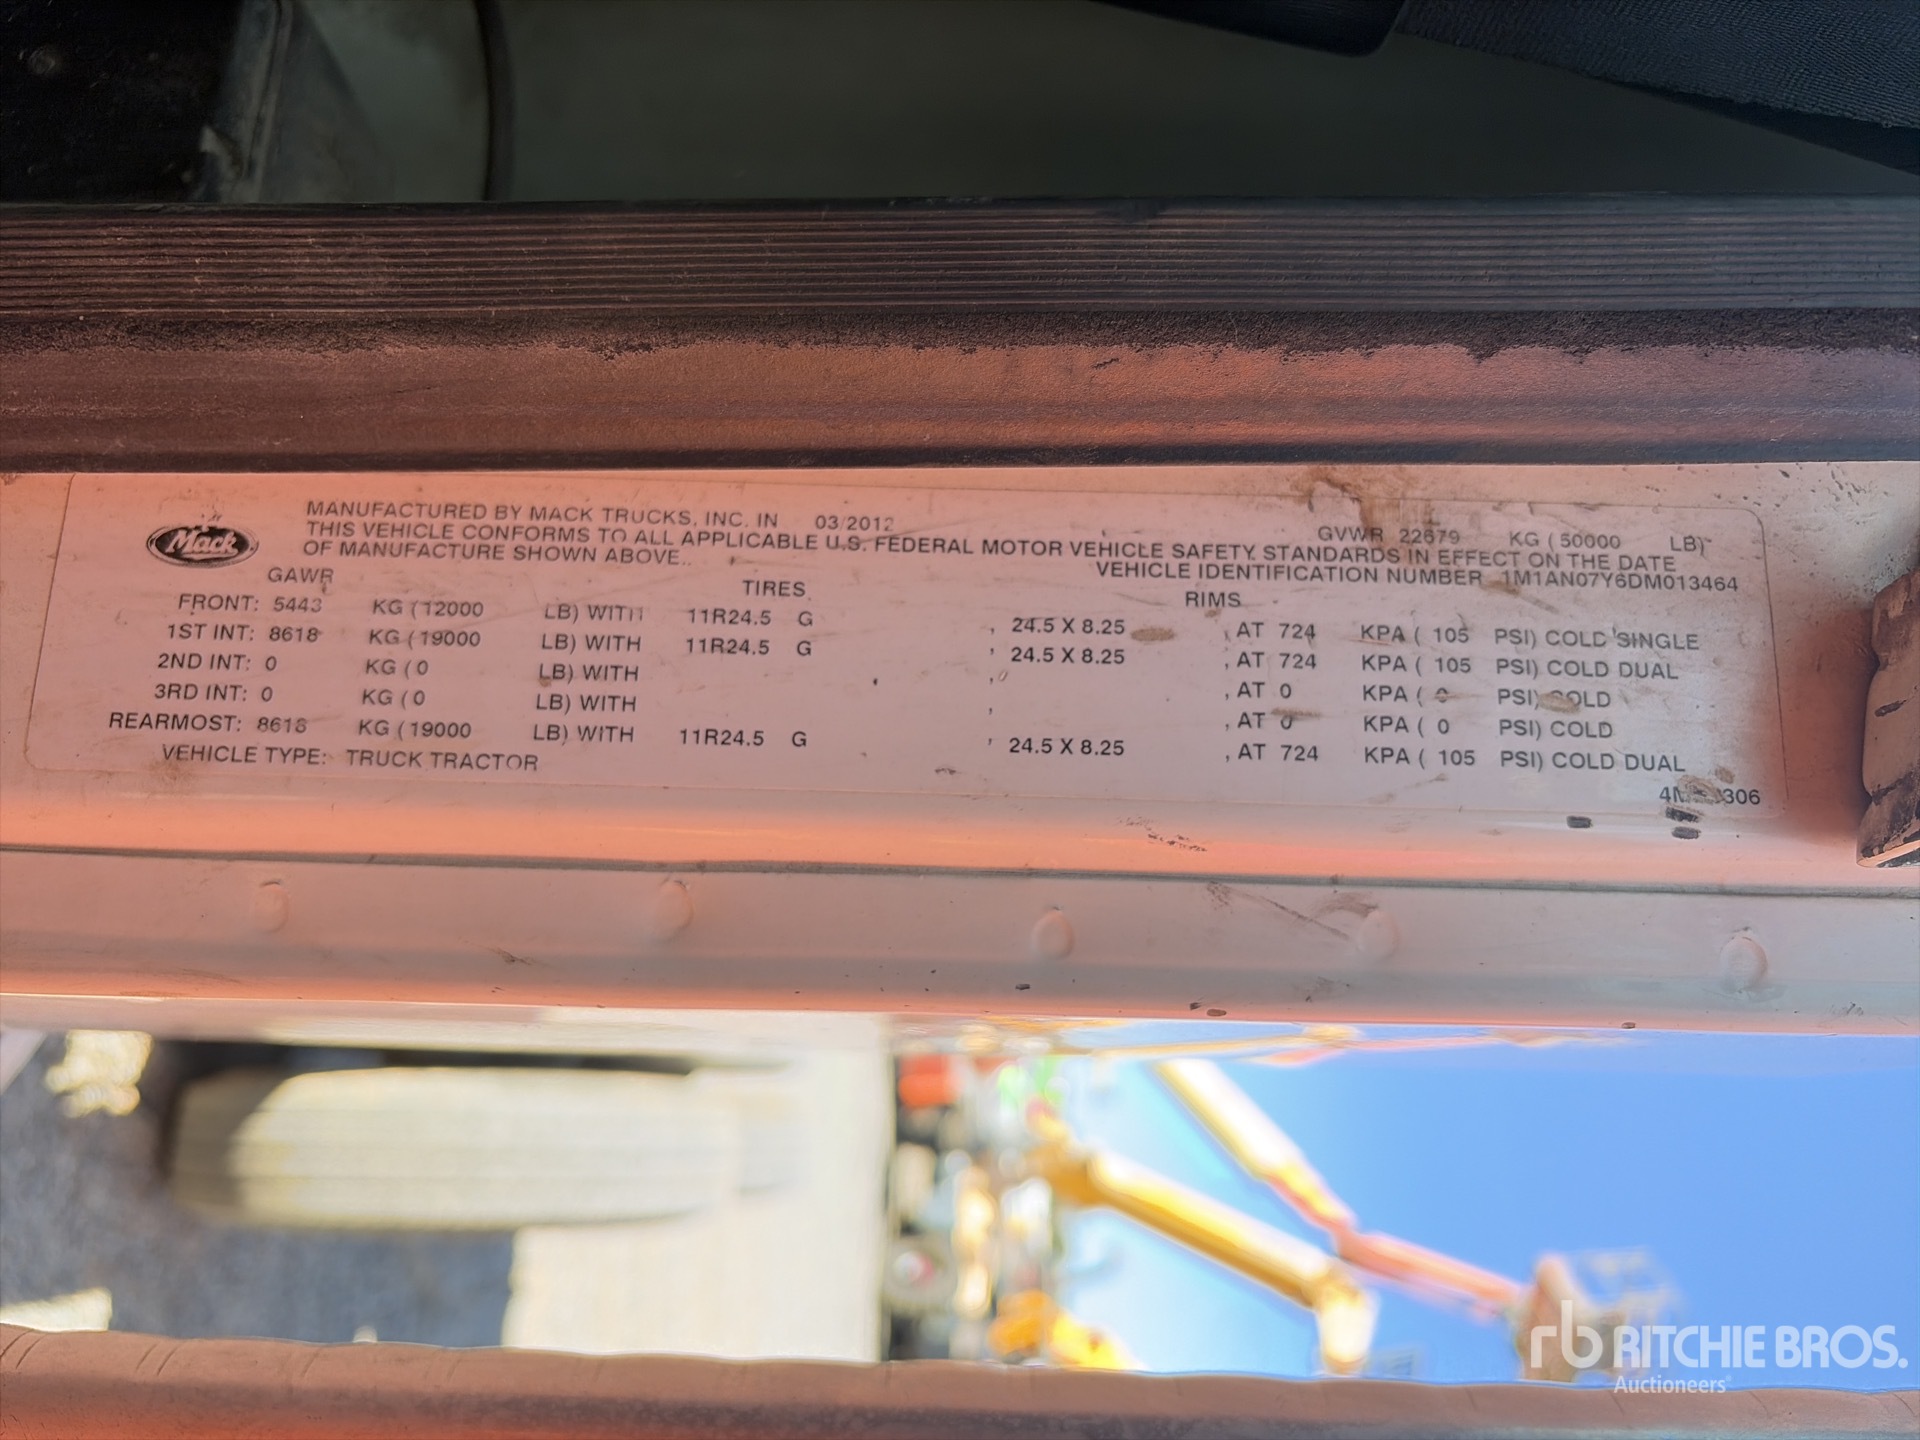 Mack
MANUFACTURED BY MACK TRUCKS, INC. IN 03/2012 GVWR 22679 KG (50000 LB)
THIS VEHICLE CONFORMS TO ALL APPLICABLE U.S. FEDERAL MOTOR VEHICLE SAFETY STANDARDS IN EFFECT ON THE DATE
OF MANUFACTURE SHOWN ABOVE. VEHICLE IDENTIFICATION NUMBER 1M1AN07Y6DM013464
GAWR TIRES RIMS
FRONT: 5443 KG (12000 LB) WITH 11R24.5 G , 24.5 X 8.25 , AT 724 KPA ( 105 PSI) COLD SINGLE
1ST INT: 8618 KG (19000 LB) WITH 11R24.5 G , 24.5 X 8.25 , AT 724 KPA ( 105 PSI) COLD DUAL
2ND INT: 0 KG (0 LB) WITH , , AT 0 KPA ( 0 PSI) COLD
3RD INT: 0 KG (0 LB) WITH , , AT 0 KPA ( 0 PSI) COLD
REARMOST: 8618 KG (19000 LB) WITH 11R24.5 G , 24.5 X 8.25 , AT 724 KPA ( 105 PSI) COLD DUAL
VEHICLE TYPE: TRUCK TRACTOR
rb RITCHIE BROS.
Auctioneers